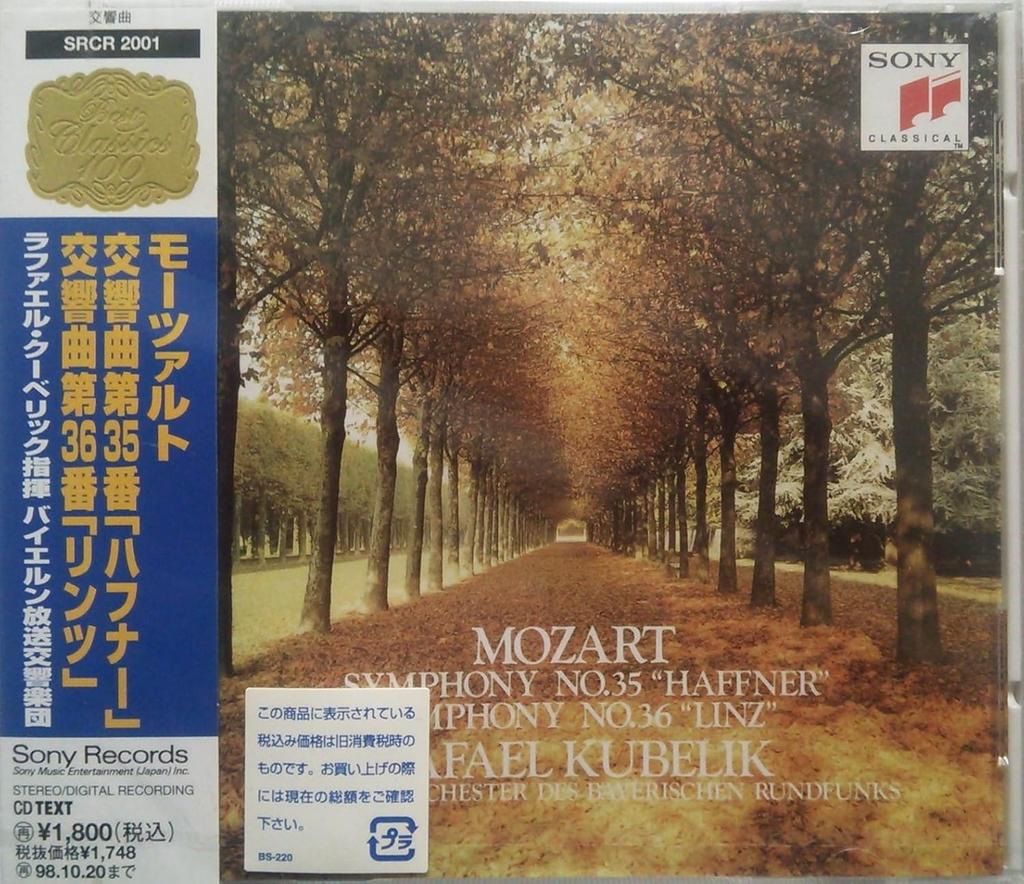 交響曲
SRCR 2001
Best
Classics
100
モーツァルト
交響曲第35番「ハフナー」
交響曲第36番「リンツ」
ラファエル・クーベリック指揮 バイエルン放送交響楽団
Sony Records
Sony Music Entertainment (Japan) Inc.
STEREO/DIGITAL RECORDING
CD TEXT
再¥1,800(税込)
税抜価格¥1,748
再98.10.20まで
SONY
CLASSICAL
TM
MOZART
SYMPHONY NO.35 “HAFFNER”
MPHONY NO.36 “LINZ”
AFAEL KUBELIK
CHESTER DES BAYERISCHEN RUNDFUNKS
この商品に表示されている
税込み価格は旧消費税時の
ものです。お買い上げの際
には現在の総額をご確認
下さい。
プラ
BS-220